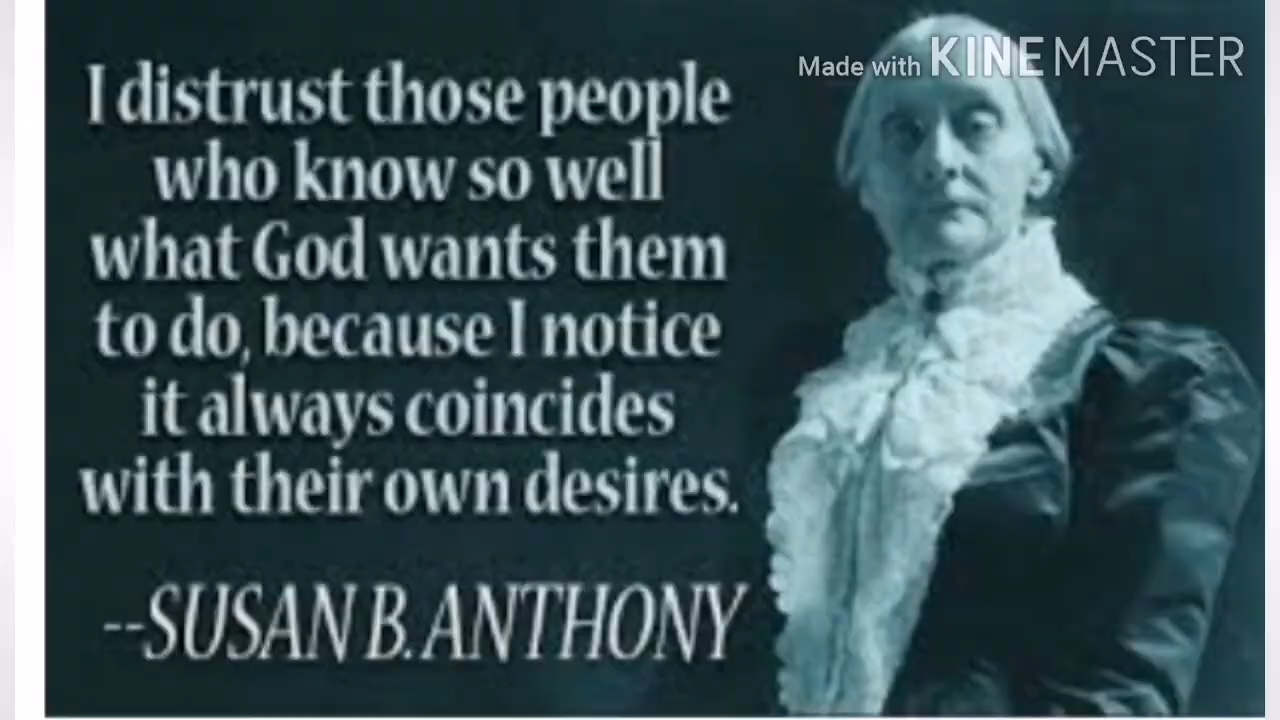 Made with KINEMASTER
I distrust those people
who know so well
what God wants them
to do, because I notice
it always coincides
with their own desires.
--SUSAN B. ANTHONY